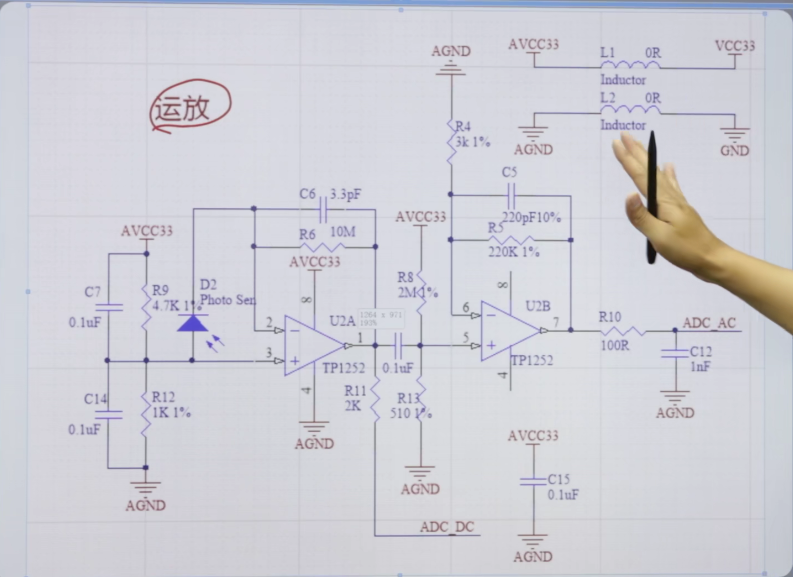 运放
AGND
AVCC33
L1 0R
VCC33
Inductor
L2 0R
AGND
Inductor
GND
R4
3k 1%
C5
220pF10%
R5
220K 1%
C6 3.3pF
R6 10M
AVCC33
AVCC33
AVCC33
C7
0.1uF
R9
4.7K 1%
D2
Photo Sen
8
U2A
2
3
1
TP1252
4
AGND
R8
2M 1%
0.1uF
8
U2B
6
5
7
TP1252
4
R10
100R
ADC_AC
C12
1nF
AGND
C14
0.1uF
R12
1K 1%
AGND
R11
2K
R13
510 1%
AGND
AVCC33
C15
0.1uF
AGND
ADC_DC